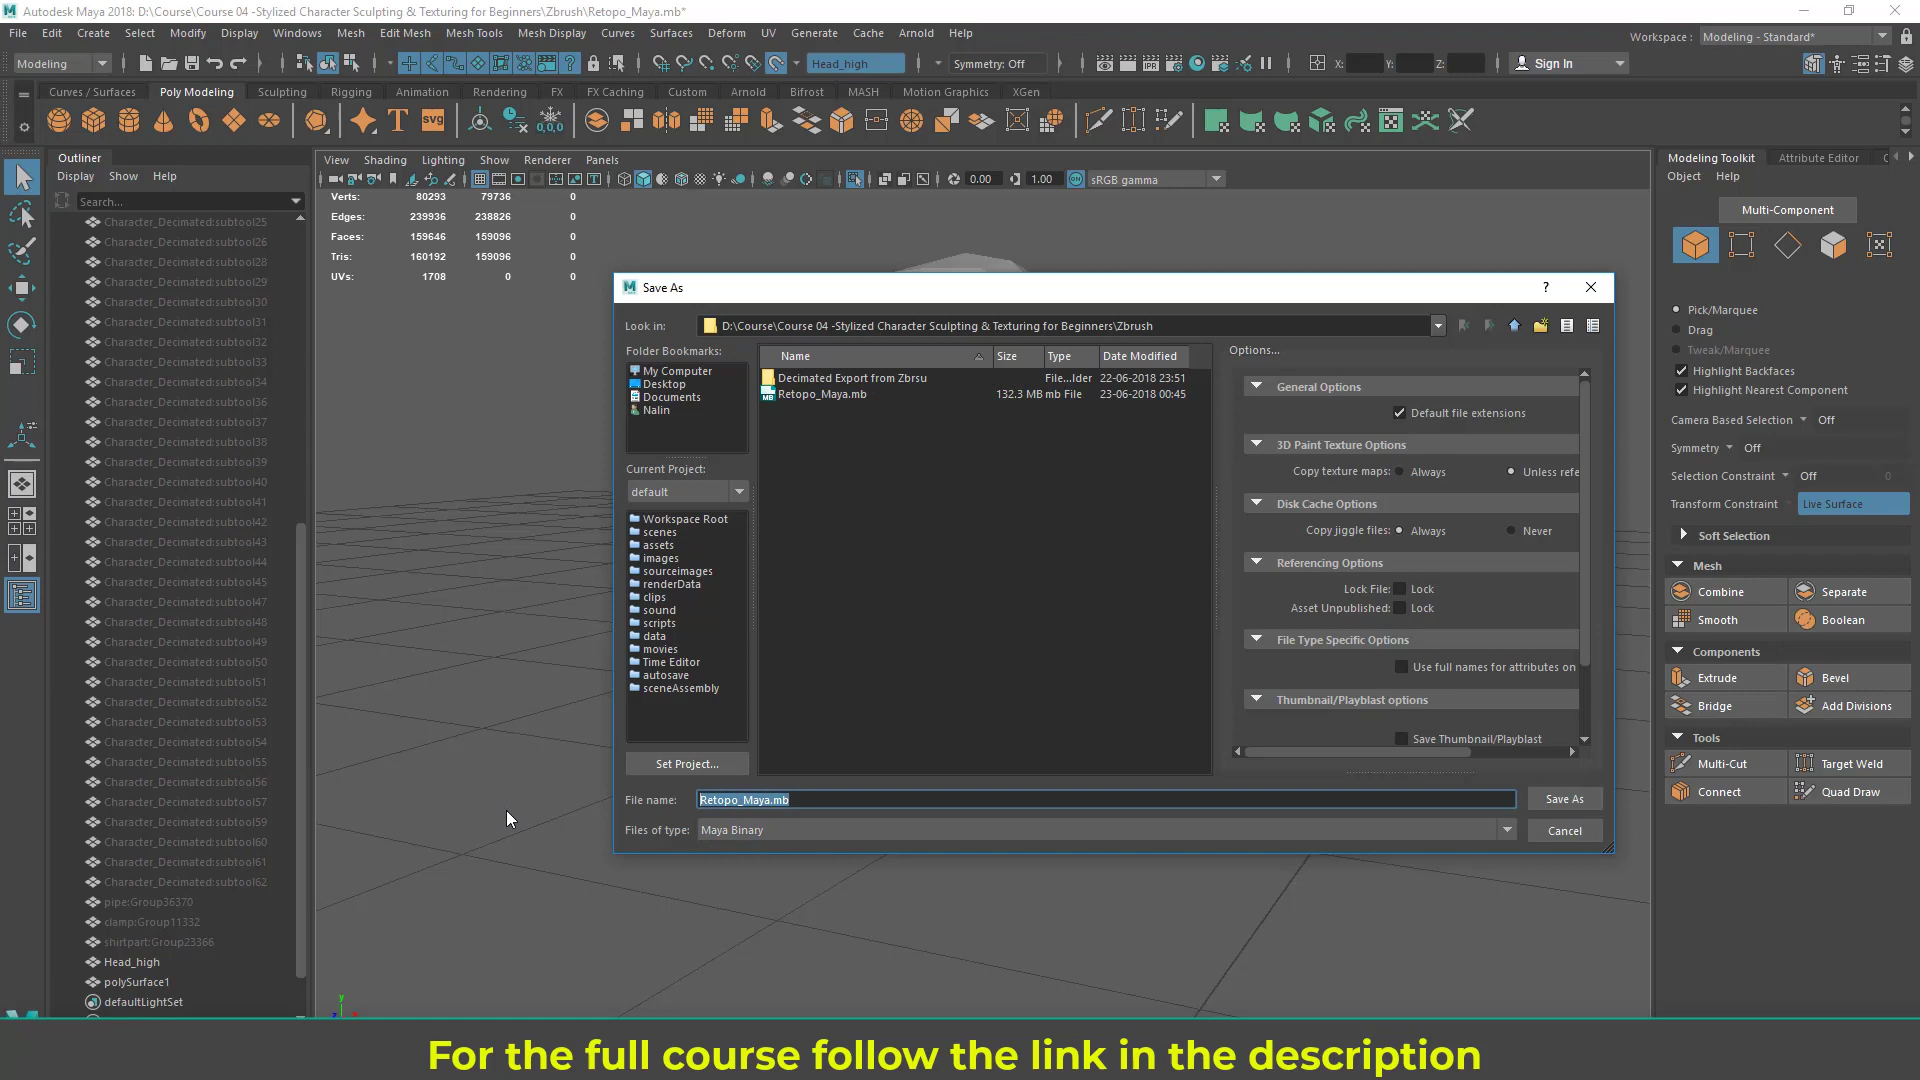 Autodesk Maya 2018: D:\Course\Course 04 -Stylized Character Sculpting & Texturing for Beginners\Zbrush\Retopo_Maya.mb*
File Edit Create Select Modify Display Windows Mesh Edit Mesh Mesh Tools Mesh Display Curves Surfaces Deform UV Generate Cache Arnold Help
Workspace : Modeling - Standard*
Modeling Head_high Symmetry: Off X: Y: Z: Sign In
Curves / Surfaces Poly Modeling Sculpting Rigging Animation Rendering FX FX Caching Custom Arnold Bifrost MASH Motion Graphics XGen
T svg 0,0,0
Outliner
Display Show Help
Search...
Character_Decimated:subtool25
Character_Decimated:subtool26
Character_Decimated:subtool28
Character_Decimated:subtool29
Character_Decimated:subtool30
Character_Decimated:subtool31
Character_Decimated:subtool32
Character_Decimated:subtool33
Character_Decimated:subtool34
Character_Decimated:subtool36
Character_Decimated:subtool37
Character_Decimated:subtool38
Character_Decimated:subtool39
Character_Decimated:subtool40
Character_Decimated:subtool41
Character_Decimated:subtool42
Character_Decimated:subtool43
Character_Decimated:subtool44
Character_Decimated:subtool45
Character_Decimated:subtool47
Character_Decimated:subtool48
Character_Decimated:subtool49
Character_Decimated:subtool50
Character_Decimated:subtool51
Character_Decimated:subtool52
Character_Decimated:subtool53
Character_Decimated:subtool54
Character_Decimated:subtool55
Character_Decimated:subtool56
Character_Decimated:subtool57
Character_Decimated:subtool59
Character_Decimated:subtool60
Character_Decimated:subtool61
Character_Decimated:subtool62
pipe:Group36370
clamp:Group11332
shirtpart:Group23366
Head_high
polySurface1
defaultLightSet
View Shading Lighting Show Renderer Panels
0.00 1.00 sRGB gamma
Verts: 80293 79736 0
Edges: 239936 238826 0
Faces: 159646 159096 0
Tris: 160192 159096 0
UVs: 1708 0 0
y
z x
Save As ?
Look in: D:\Course\Course 04 -Stylized Character Sculpting & Texturing for Beginners\Zbrush
Folder Bookmarks:
My Computer
Desktop
Documents
Nalin
Current Project:
default
Workspace Root
scenes
assets
images
sourceimages
renderData
clips
sound
scripts
data
movies
Time Editor
autosave
sceneAssembly
Set Project...
Name Size Type Date Modified
Decimated Export from Zbrsu File...lder 22-06-2018 23:51
Retopo_Maya.mb 132.3 MB mb File 23-06-2018 00:45
Options...
General Options
Default file extensions
3D Paint Texture Options
Copy texture maps: Always Unless refe
Disk Cache Options
Copy jiggle files: Always Never
Referencing Options
Lock File: Lock
Asset Unpublished: Lock
File Type Specific Options
Use full names for attributes on
Thumbnail/Playblast options
Save Thumbnail/Playblast
File name: Retopo_Maya.mb Save As
Files of type: Maya Binary Cancel
Modeling Toolkit Attribute Editor
Object Help
Multi-Component
Pick/Marquee
Drag
Tweak/Marquee
Highlight Backfaces
Highlight Nearest Component
Camera Based Selection Off
Symmetry Off
Selection Constraint Off 0
Transform Constraint Live Surface
Soft Selection
Mesh
Combine Separate
Smooth Boolean
Components
Extrude Bevel
Bridge Add Divisions
Tools
Multi-Cut Target Weld
Connect Quad Draw
For the full course follow the link in the description